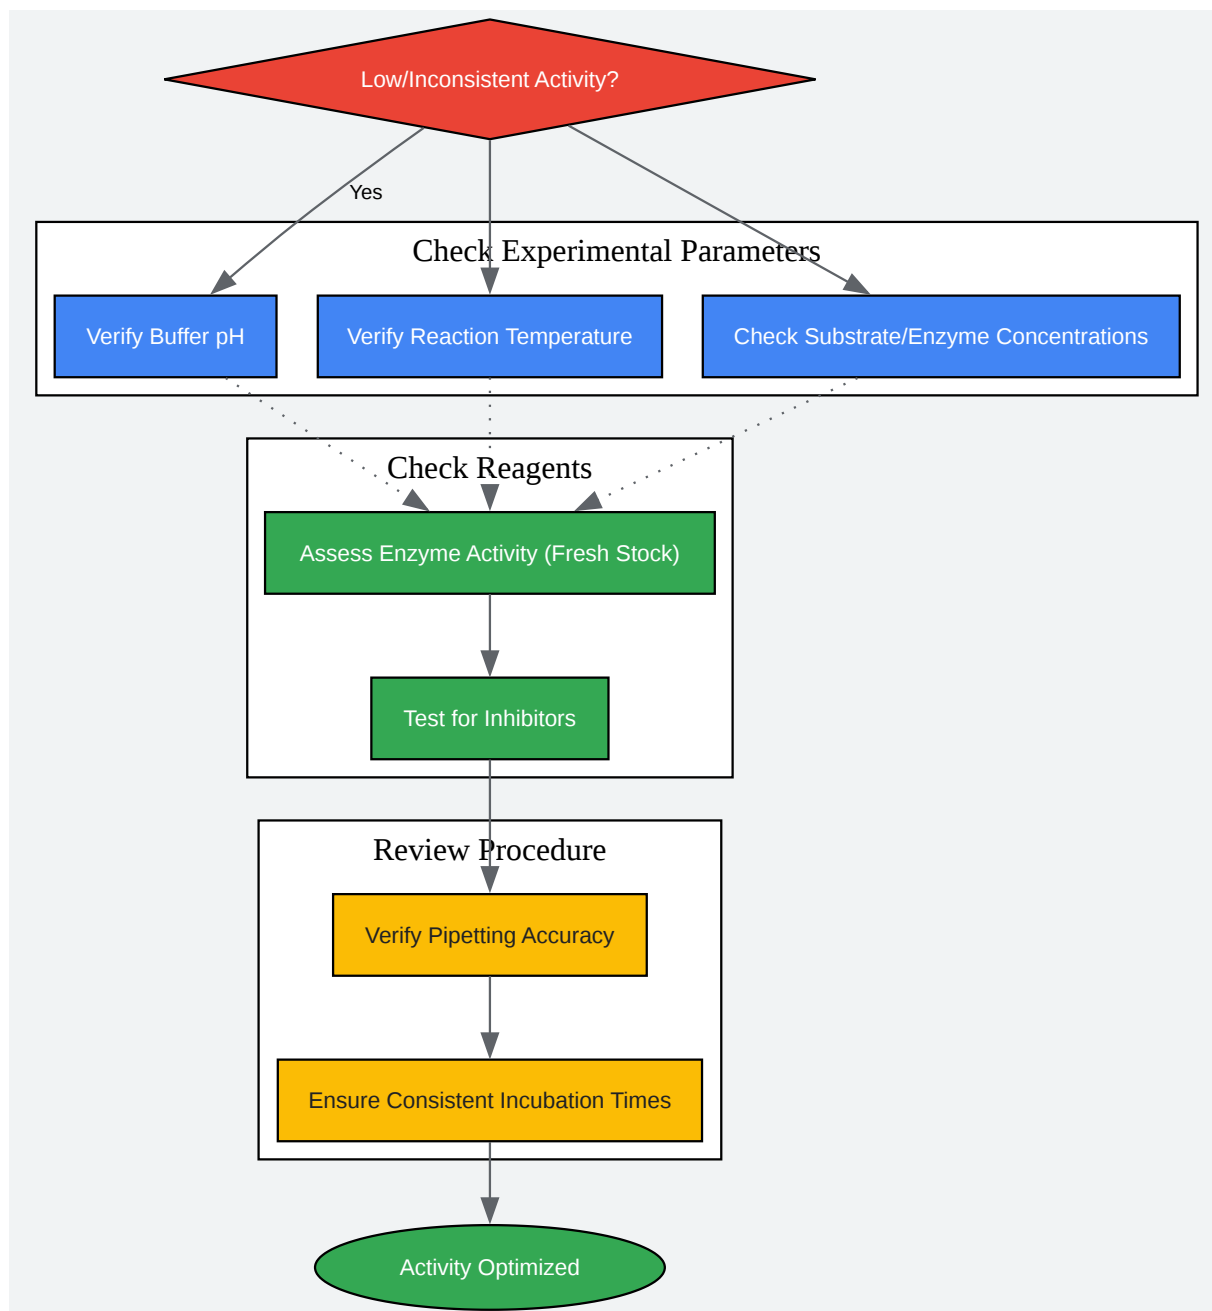 Low/Inconsistent Activity?
Yes
Check Experimental Parameters
Verify Buffer pH
Verify Reaction Temperature
Check Substrate/Enzyme Concentrations
Check Reagents
Assess Enzyme Activity (Fresh Stock)
Test for Inhibitors
Review Procedure
Verify Pipetting Accuracy
Ensure Consistent Incubation Times
Activity Optimized